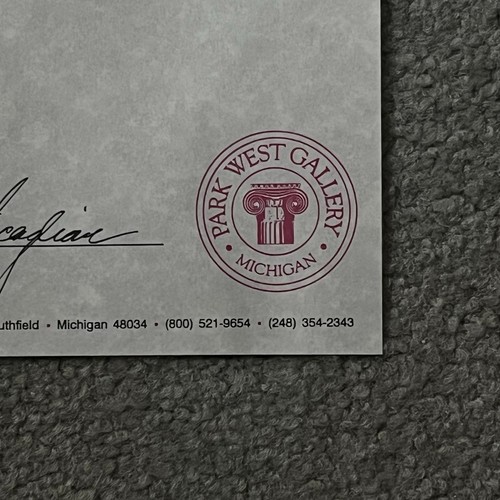 PARK WEST GALLERY
• MICHIGAN •
uthfield • Michigan 48034 • (800) 521-9654 • (248) 354-2343